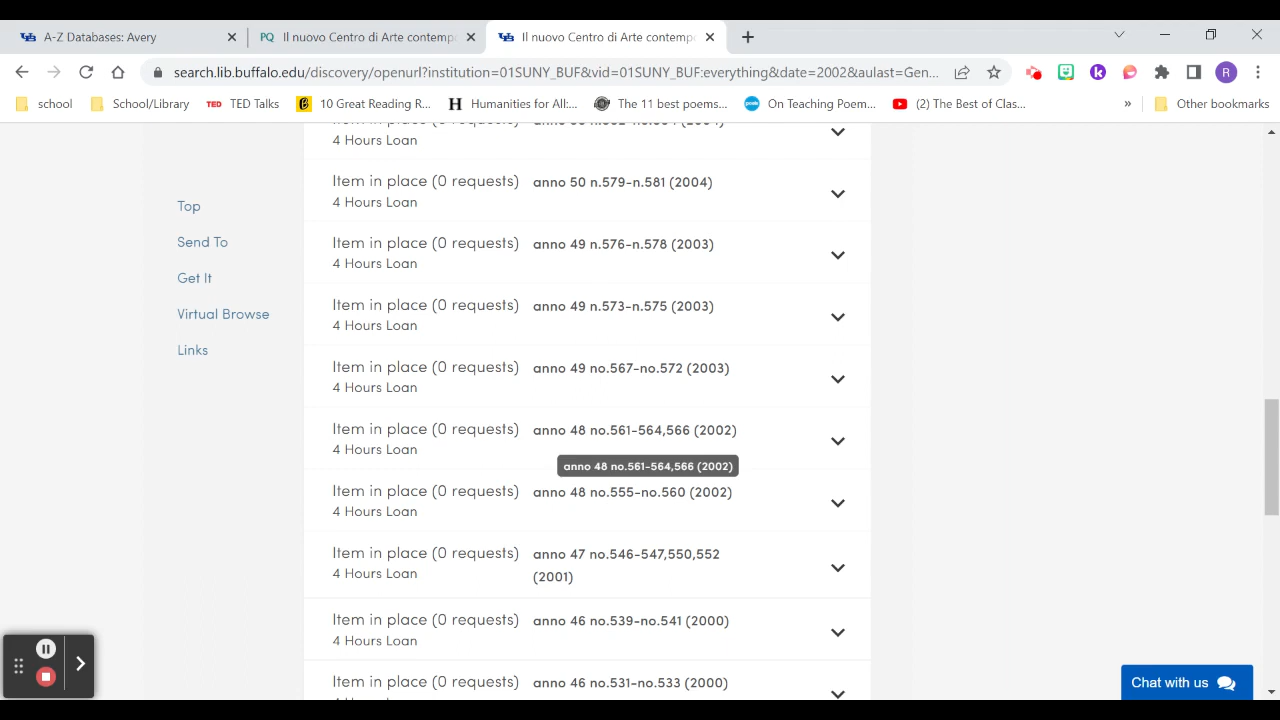 A-Z Databases: Avery
PQ Il nuovo Centro di Arte contemp
Il nuovo Centro di Arte contemp
search.lib.buffalo.edu/discovery/openurl?institution=01SUNY_BUF&vid=01SUNY_BUF:everything&date=2002&aulast=Gen...
R
school
School/Library
TED TED Talks
10 Great Reading R...
H Humanities for All:...
The 11 best poems...
On Teaching Poem...
(2) The Best of Clas...
»
Other bookmarks
4 Hours Loan
Item in place (0 requests) anno 50 n.579-n.581 (2004)
4 Hours Loan
Top
Send To
Item in place (0 requests) anno 49 n.576-n.578 (2003)
4 Hours Loan
Get It
Virtual Browse
Item in place (0 requests) anno 49 n.573-n.575 (2003)
4 Hours Loan
Links
Item in place (0 requests) anno 49 no.567-no.572 (2003)
4 Hours Loan
Item in place (0 requests) anno 48 no.561-564,566 (2002)
4 Hours Loan
anno 48 no.561-564,566 (2002)
Item in place (0 requests) anno 48 no.555-no.560 (2002)
4 Hours Loan
Item in place (0 requests) anno 47 no.546-547,550,552
4 Hours Loan (2001)
Item in place (0 requests) anno 46 no.539-no.541 (2000)
4 Hours Loan
Item in place (0 requests) anno 46 no.531-no.533 (2000)
Chat with us